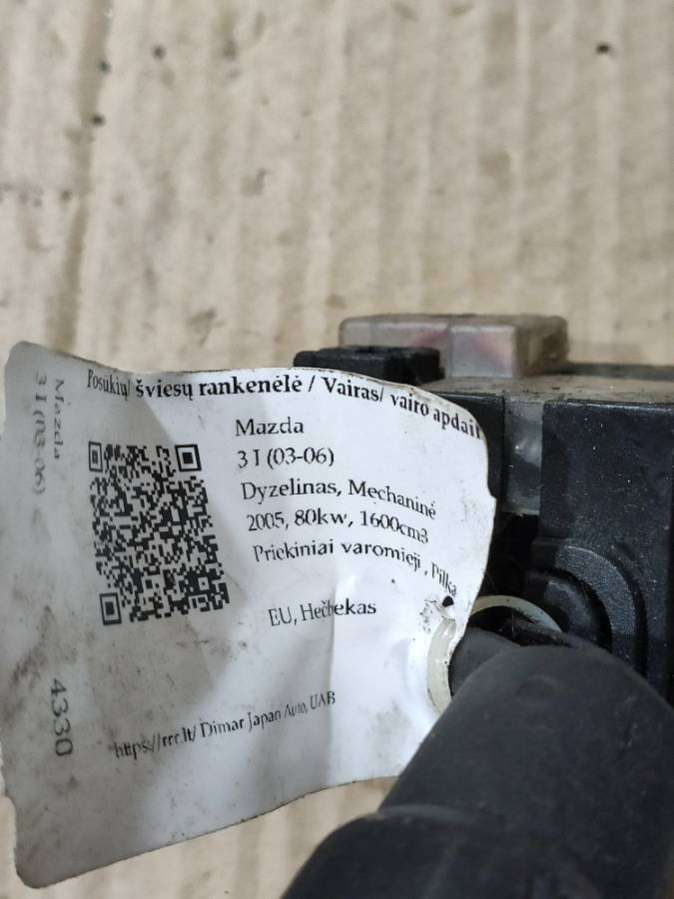 Posūkių/ šviesų rankenėlė / Vairas/ vairo apdail
Mazda
3 I (03-06)
Mazda
3 I (03-06)
Dyzelinas, Mechaninė
2005, 80kw, 1600cm3
Priekiniai varomieji , Pilka
EU, Hečbekas
4330
https://rrr.lt/ Dimar Japan Auto, UAB